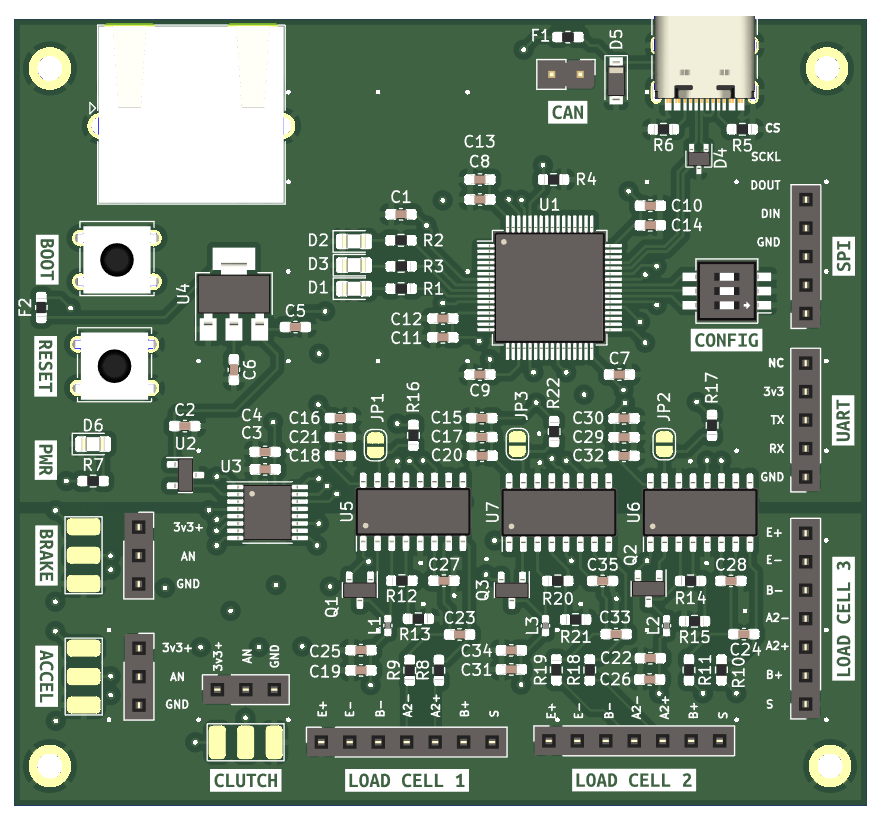 F1
D5
CAN
R6
R5
CS
D4
SCKL
C13
C8
R4
DOUT
C1
U1
C10
DIN
C14
D2
R2
GND
SPI
BOOT
D3
R3
U4
D1
R1
F2
C5
C12
C11
CONFIG
RESET
C6
C9
C7
NC
3v3
R16
JP1
JP3
R22
JP2
R17
UART
C2
C4
C16
C15
C30
TX
D6
U2
C3
C21
C17
C29
RX
PWR
R7
U3
C18
C20
C32
GND
U5
U7
U6
BRAKE
3v3+
E+
AN
Q2
E-
GND
Q1
R12
C27
Q3
R20
C35
R14
C28
B-
L1
R13
C23
L3
R21
C33
L2
R15
C24
A2-
LOAD CELL 3
ACCEL
3v3+
3v3+
AN
GND
C25
C34
C22
A2+
AN
C19
R9
R8
C31
R19
R18
C26
R11
R10
B+
GND
S
E+
E-
B-
A2-
A2+
B+
S
E+
E-
B-
A2-
A2+
B+
S
CLUTCH
LOAD CELL 1
LOAD CELL 2